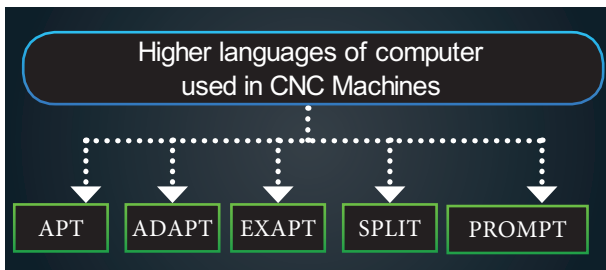 Higher languages of computer
used in CNC Machines
APT
ADAPT
EXAPT
SPLIT
PROMPT